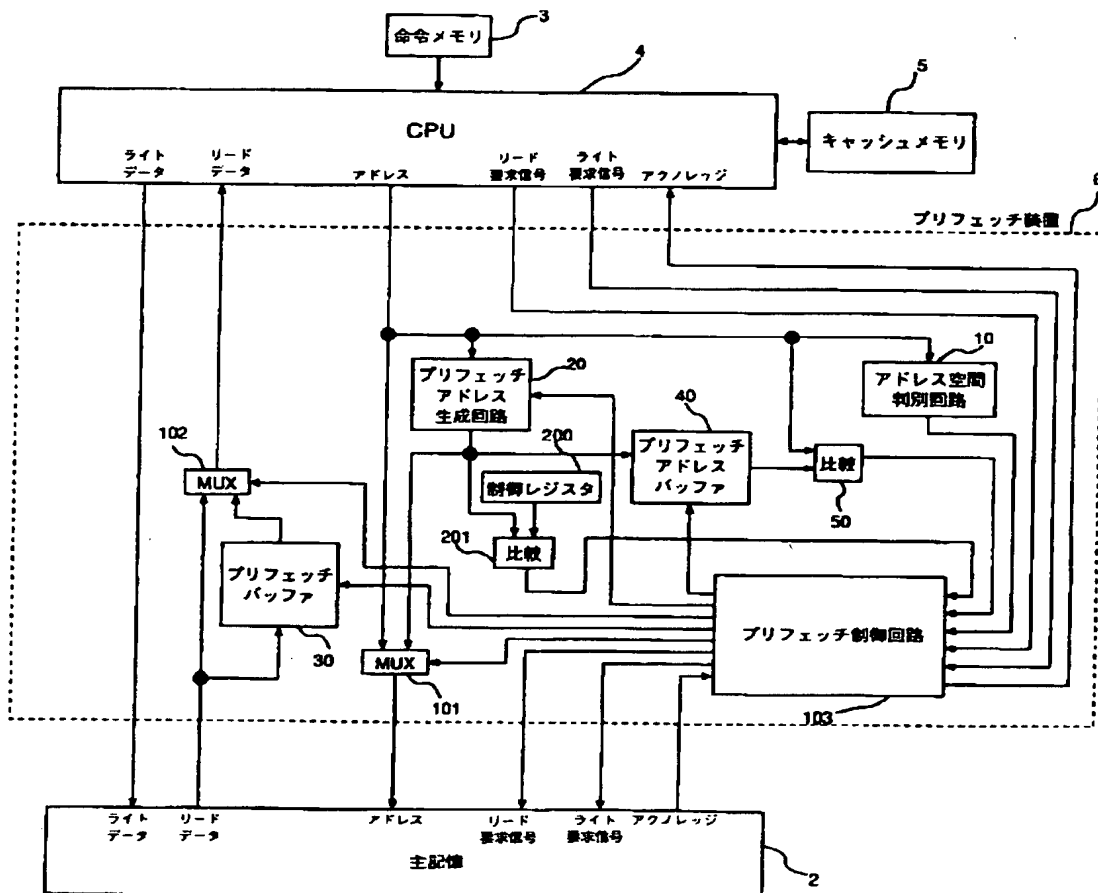 3
命令メモリ
4
5
CPU
キャッシュメモリ
ライト
データ
リード
データ
アドレス
リード
要求信号
ライト
要求信号
アクノレッジ
6
プリフェッチ装置
20
プリフェッチ
アドレス
生成回路
10
アドレス空間
判別回路
40
プリフェッチ
アドレス
バッファ
200
制御レジスタ
102
MUX
比較
50
201
比較
プリフェッチ
バッファ
30
MUX
101
プリフェッチ制御回路
103
ライト
データ
リード
データ
アドレス
リード
要求信号
ライト
要求信号
アクノレッジ
主記憶
2